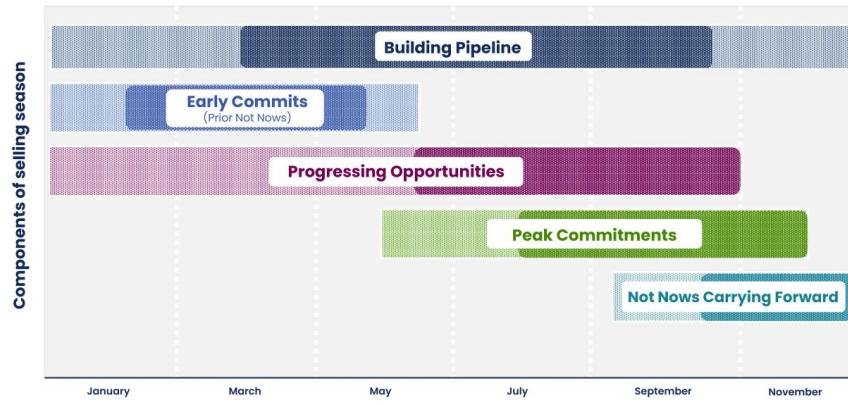 Components of selling season
Building Pipeline
Early Commits
(Prior Not Nows)
Progressing Opportunities
Peak Commitments
Not Nows Carrying Forward
January March May July September November